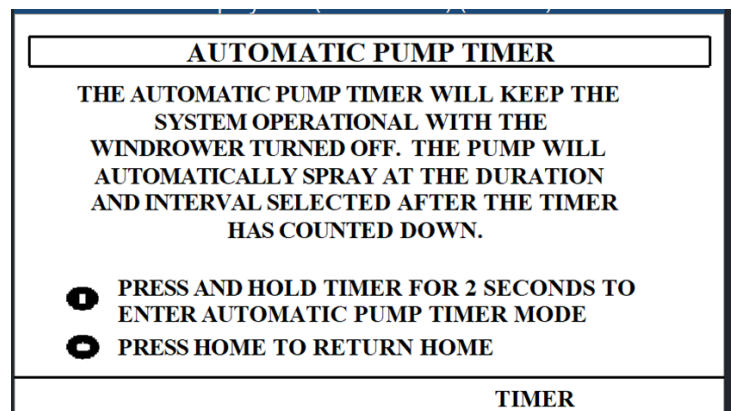 AUTOMATIC PUMP TIMER
THE AUTOMATIC PUMP TIMER WILL KEEP THE
SYSTEM OPERATIONAL WITH THE
WINDROWER TURNED OFF. THE PUMP WILL
AUTOMATICALLY SPRAY AT THE DURATION
AND INTERVAL SELECTED AFTER THE TIMER
HAS COUNTED DOWN.
PRESS AND HOLD TIMER FOR 2 SECONDS TO
ENTER AUTOMATIC PUMP TIMER MODE
PRESS HOME TO RETURN HOME
TIMER